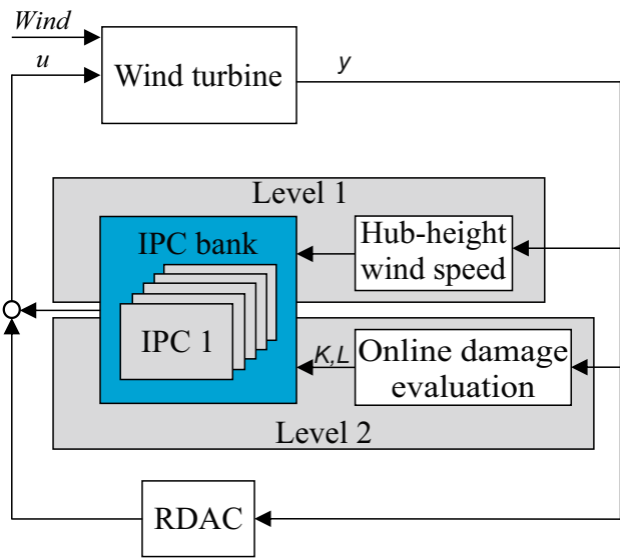 Wind
u
Wind turbine
y
Level 1
IPC bank
Hub-height
wind speed
IPC 1
K,L
Online damage
evaluation
Level 2
RDAC